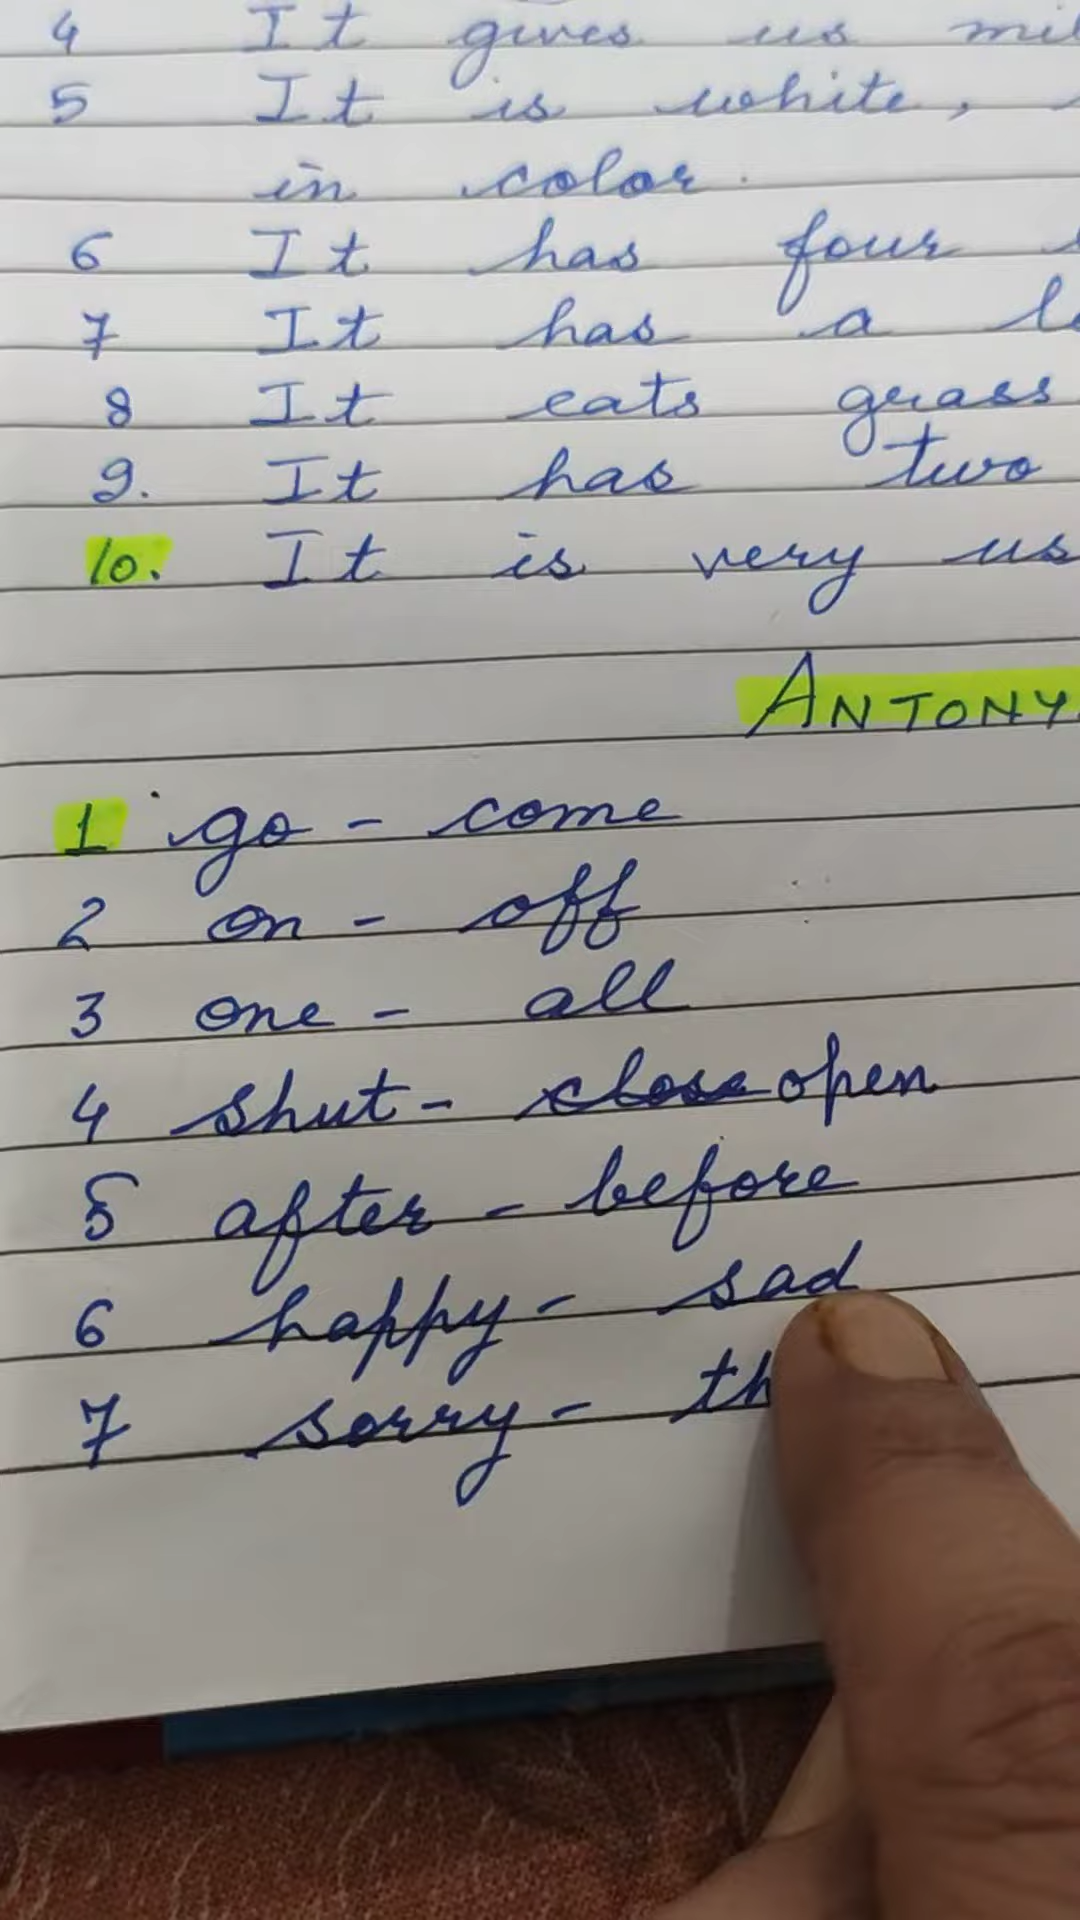 4 It gives us
5 It is white,
in color.
6 It has four
7 It has a
8 It eats grass
9. It has two
10. It is very
1 go - come
2 on - off
3 one - all
4 shut - close open
5 after - before
6 happy - sad
7 sorry -